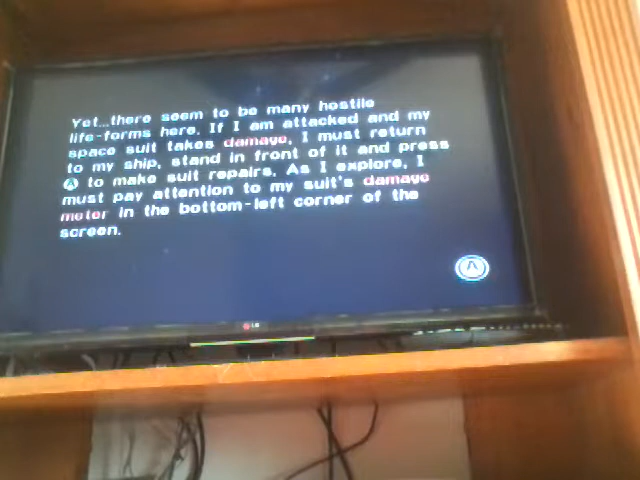 Yet...there seem to be many hostile
life-forms here. If I am attacked and my
space suit takes damage, I must return
to my ship, stand in front of it and press
A to make suit repairs. As I explore, I
must pay attention to my suit's damage
meter in the bottom-left corner of the
screen.
A
LG